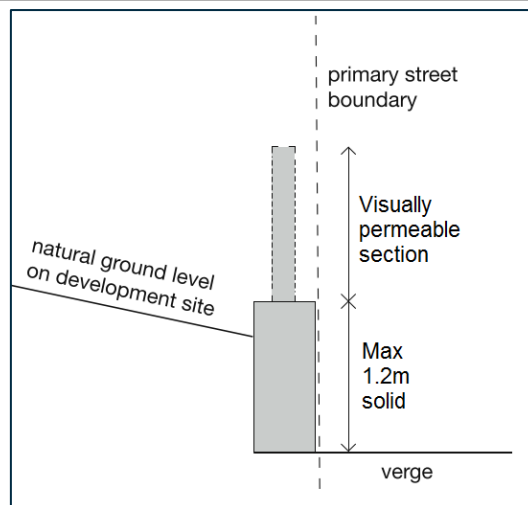 primary street
boundary
Visually
permeable
section
natural ground level
on development site
Max
1.2m
solid
verge